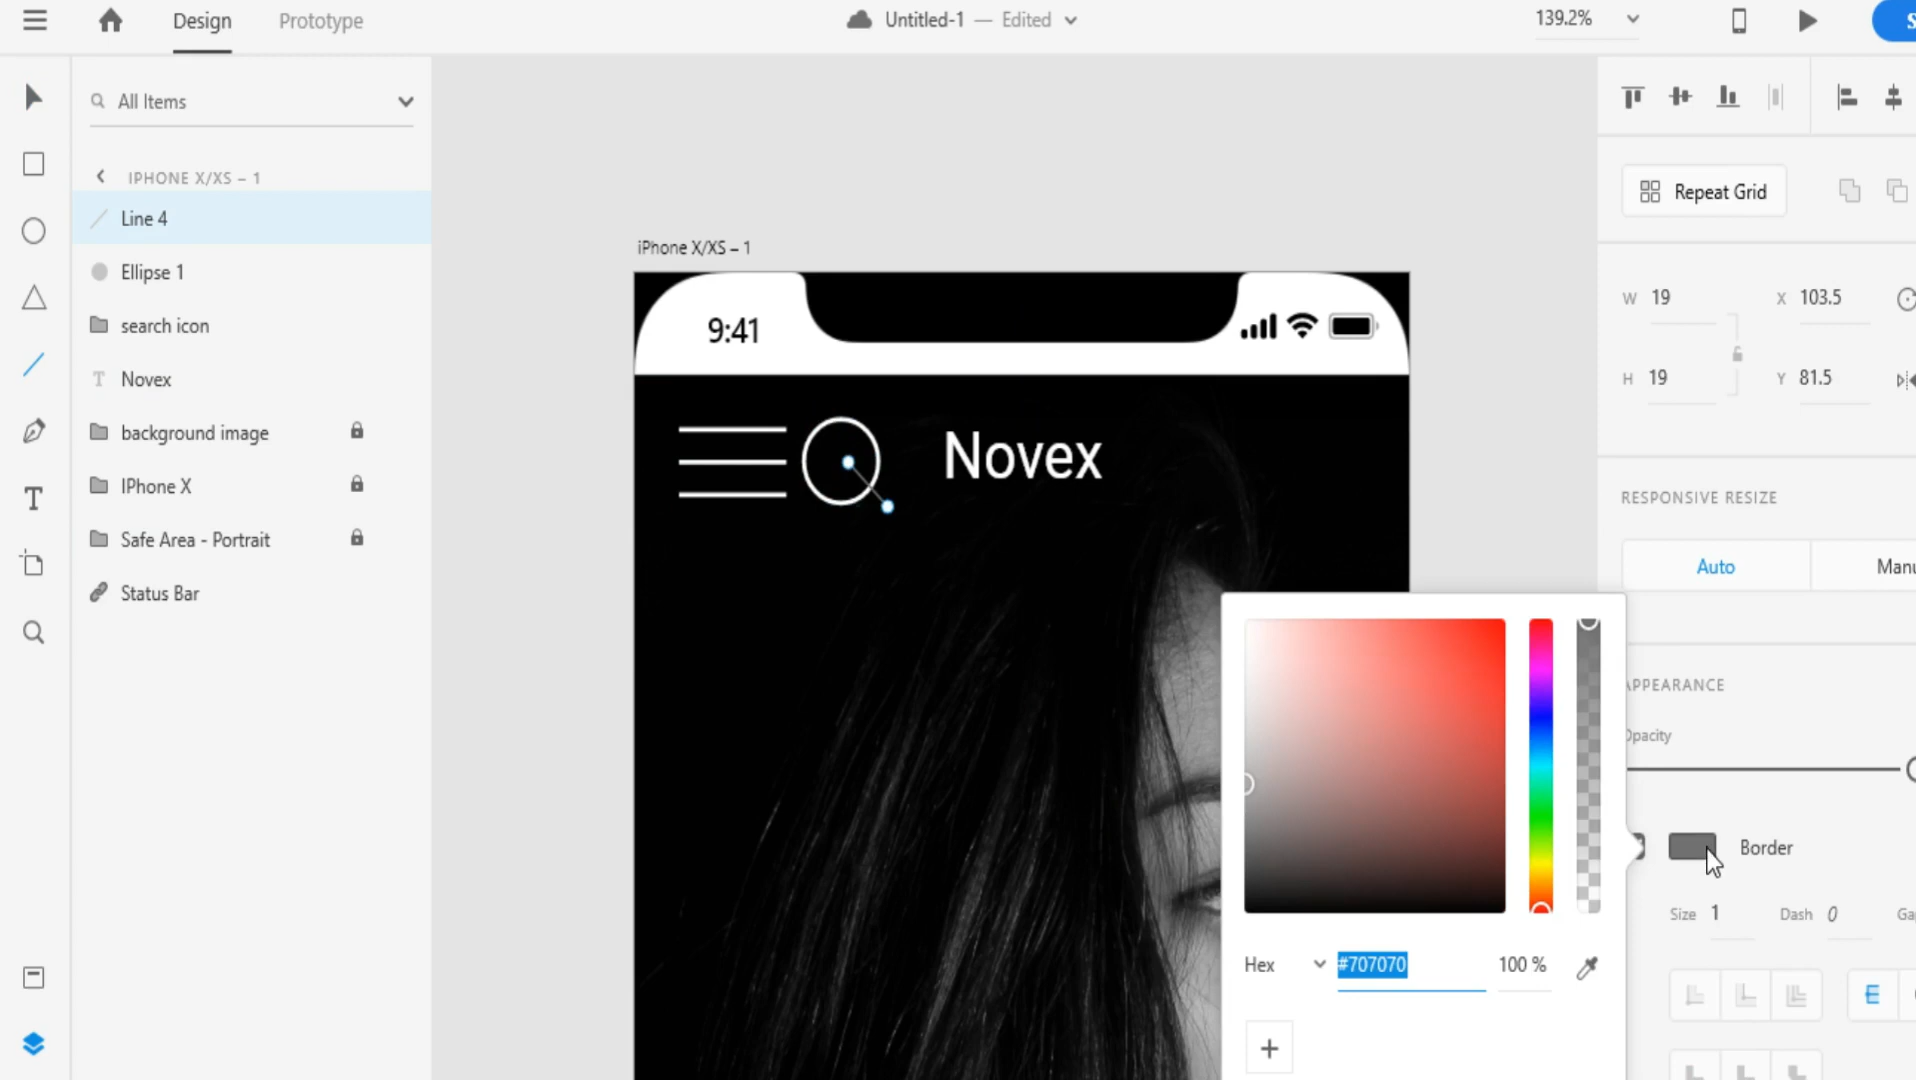 Design
Prototype
Untitled-1 — Edited
139.2%
S
All Items
IPHONE X/XS – 1
Line 4
Ellipse 1
search icon
Novex
background image
IPhone X
Safe Area - Portrait
Status Bar
iPhone X/XS – 1
9:41
Novex
Repeat Grid
W 19
X 103.5
H 19
Y 81.5
RESPONSIVE RESIZE
Auto
Manu
APPEARANCE
Opacity
Border
Size 1
Dash 0
Ga
Hex
#707070
100 %
+